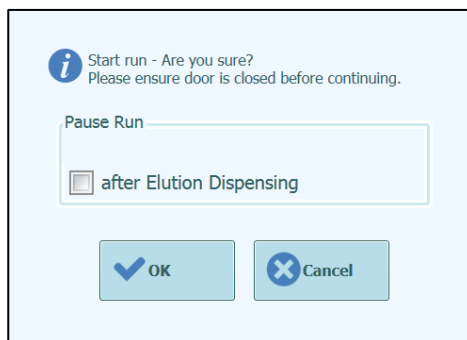 Start run - Are you sure?
Please ensure door is closed before continuing.
Pause Run
after Elution Dispensing
OK
Cancel